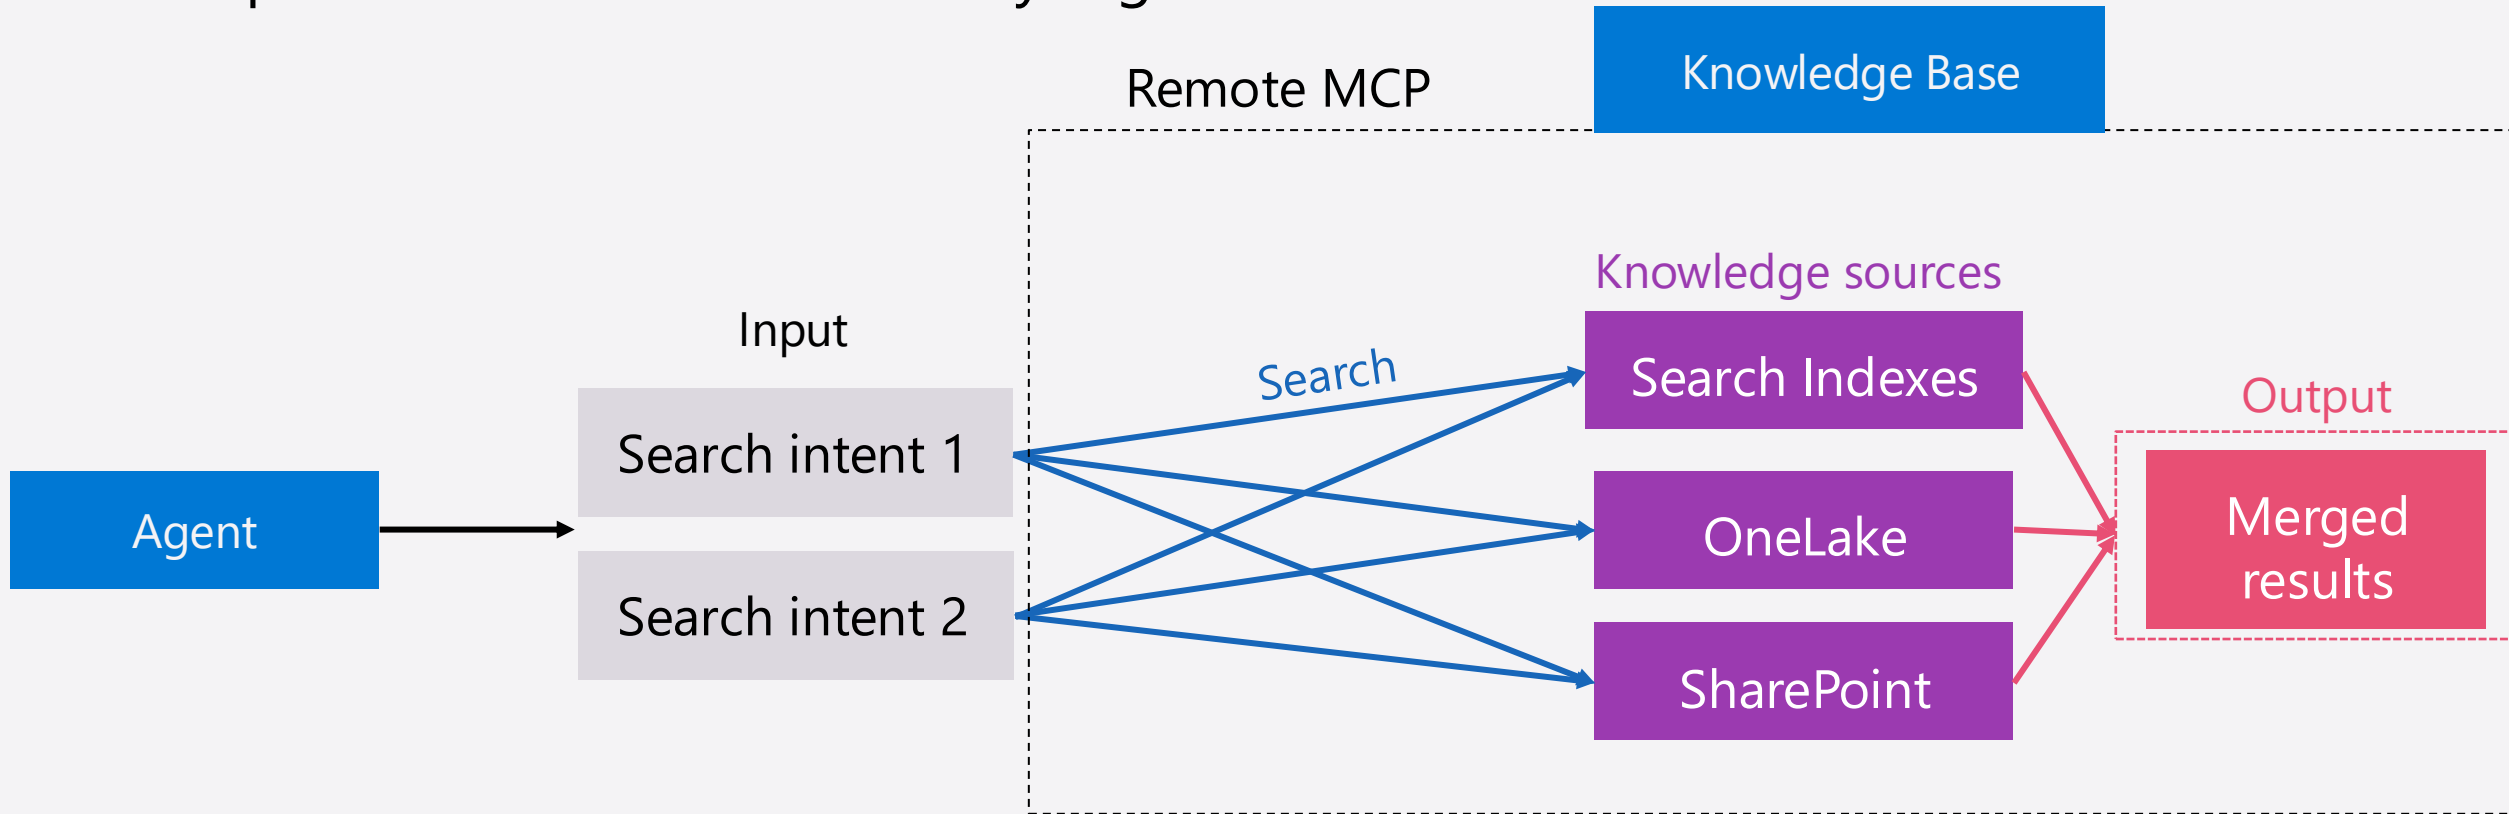 Remote MCP
Knowledge Base
Knowledge sources
Input
Search
Search Indexes
Output
Search intent 1
Agent
OneLake
Merged
results
Search intent 2
SharePoint